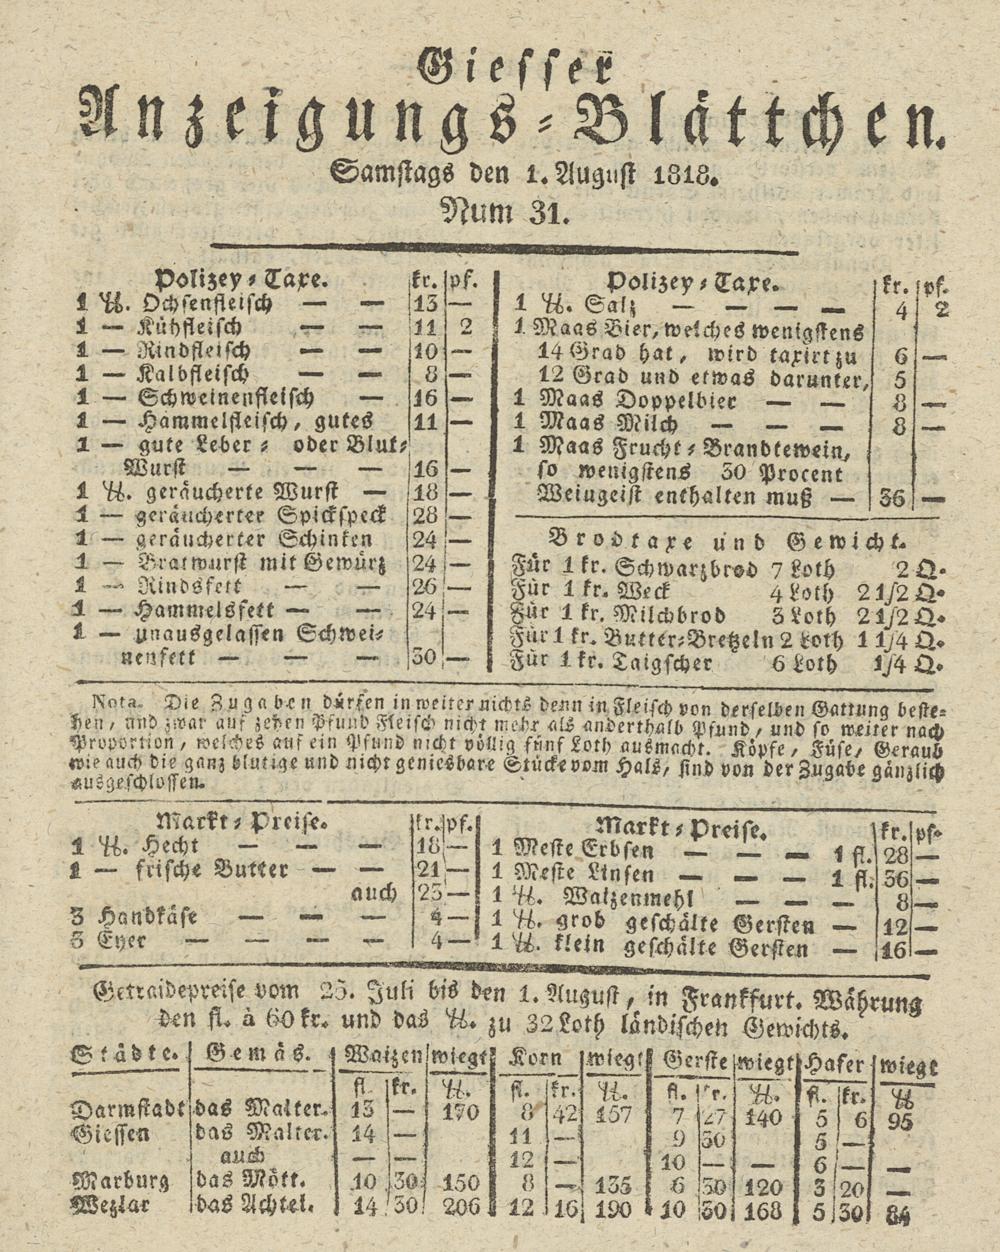 Giesser
Anzeigungs-Blättchen.
Samstags den 1. August 1818.
Num 31.
Polizey-Taxe. kr. pf.
1 ℔. Ochsenfleisch — — 13 —
1 — Kühfleisch — — 11 2
1 — Rindfleisch — — 10 —
1 — Kalbfleisch — — 8 —
1 — Schweinenfleisch — 16 —
1 — Hammelfleisch, gutes 11 —
1 — gute Leber- oder Blut-
Wurst — — — 16 —
1 ℔. geräucherte Wurst — 18 —
1 — geräucherter Spickspeck 28 —
1 — geräucherter Schinken 24 —
1 — Bratwurst mit Gewürz 24 —
1 — Rindsfett — — 26 —
1 — Hammelsfett — — 24 —
1 — unausgelassen Schwei-
nenfett — — — 30 —
Polizey-Taxe. kr. pf.
1 ℔. Salz — — — — 4 2
1 Maas Bier, welches wenigstens
14 Grad hat, wird taxirt zu 6 —
12 Grad und etwas darunter, 5
1 Maas Doppelbier — — 8 —
1 Maas Milch — — — 8 —
1 Maas Frucht-Brandtewein,
so wenigstens 30 Procent
Weiugeist enthalten muß — 36 —
Brodtaxe und Gewicht.
Für 1 kr. Schwarzbrod 7 Loth 2 Q.
Für 1 kr. Weck 4 Loth 2 1/2 Q.
Für 1 kr. Milchbrod 3 Loth 2 1/2 Q.
Für 1 kr. Butter-Bretzeln 2 Loth 1 1/4 Q.
Für 1 kr. Taigscher 6 Loth 1/4 Q.
Nota. Die Zugaben dürfen in weiter nichts denn in Fleisch von derselben Gattung beste-
hen, und zwar auf zehen Pfund Fleisch nicht mehr als anderthalb Pfund, und so weiter nach
Proportion, welches auf ein Pfund nicht völlig fünf Loth ausmacht. Köpfe, Füse, Geraub
wie auch die ganz blutige und nicht geniesbare Stücke vom Hals, sind von der Zugabe gänzlich
ausgeschlossen.
Markt-Preise. kr. pf.
1 ℔. Hecht — — — 18 —
1 — frische Butter — — 21 —
auch 23 —
3 Handkäse — — — 4 —
3 Eyer — — — — 4 —
Markt-Preise. kr. pf.
1 Meste Erbsen — — — 1 fl. 28 —
1 Meste Linsen — — — 1 fl. 36 —
1 ℔. Waizenmehl — — — 8 —
1 ℔. grob geschälte Gersten — 12 —
1 ℔. klein geschälte Gersten — 16 —
Getraidepreise vom 25. Juli bis den 1. August, in Frankfurt. Währung
den fl. à 60 kr. und das ℔. zu 32 Loth ländischen Gewichts.
Städte. Gemäs. Waizen wiegt Korn wiegt Gerste wiegt Hafer wiegt
fl. kr. ℔. fl. kr. ℔. fl. kr. ℔. fl. kr. ℔
Darmstadt das Malter. 13 — 170 8 42 157 7 27 140 5 6 95
Giessen das Malter. 14 — 11 — 9 30 5 —
auch — — 12 — 10 — — 6 — —
Marburg das Mött. 10 30 150 8 — 135 6 30 120 3 20 —
Wezlar das Achtel. 14 30 206 12 16 190 10 30 168 5 30 84